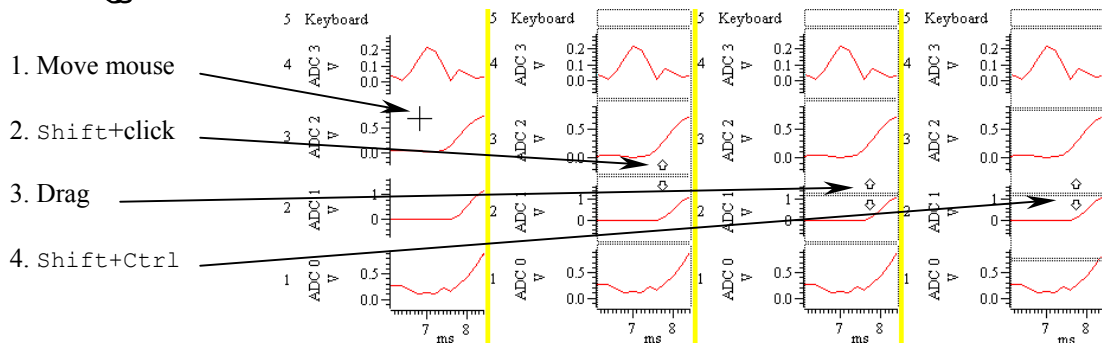 5 Keyboard 5 Keyboard 5 Keyboard 5 Keyboard
1. Move mouse
4 ADC 3 V 0.2 0.1 0.0 4 ADC 3 V 0.2 0.1 0.0 4 ADC 3 V 0.2 0.1 0.0 4 ADC 3 V 0.2 0.1 0.0
2. Shift+click
3 ADC 2 V 0.5 0.0 3 ADC 2 V 0.5 0.0 3 ADC 2 V 0.5 0.0 3 ADC 2 V 0.5 0.0
3. Drag
2 ADC 1 V 1 0 2 ADC 1 V 1 0 2 ADC 1 V 1 0 2 ADC 1 V 1 0
4. Shift+Ctrl
1 ADC 0 V 0.5 0.0 1 ADC 0 V 0.5 0.0 1 ADC 0 V 0.5 0.0 1 ADC 0 V 0.5 0.0
7 8 7 8 7 8 7 8
ms ms ms ms